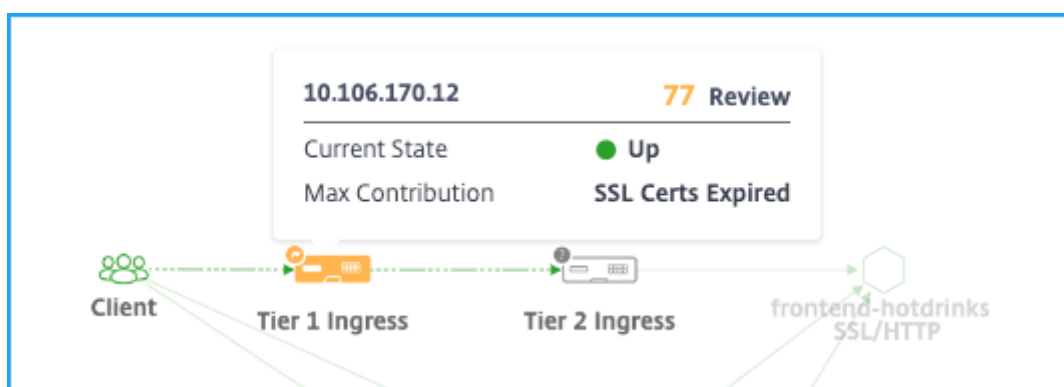 10.106.170.12 77 Review
Current State Up
Max Contribution SSL Certs Expired
Client
Tier 1 Ingress
Tier 2 Ingress
frontend-hotdrinks
SSL/HTTP